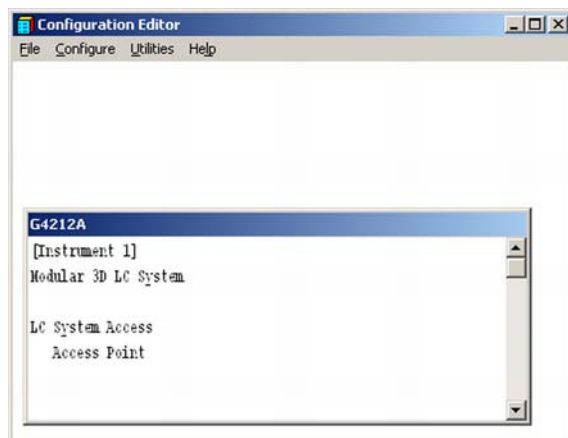 Configuration Editor
File Configure Utilities Help
G4212A
[Instrument 1]
Modular 3D LC System
LC System Access
Access Point